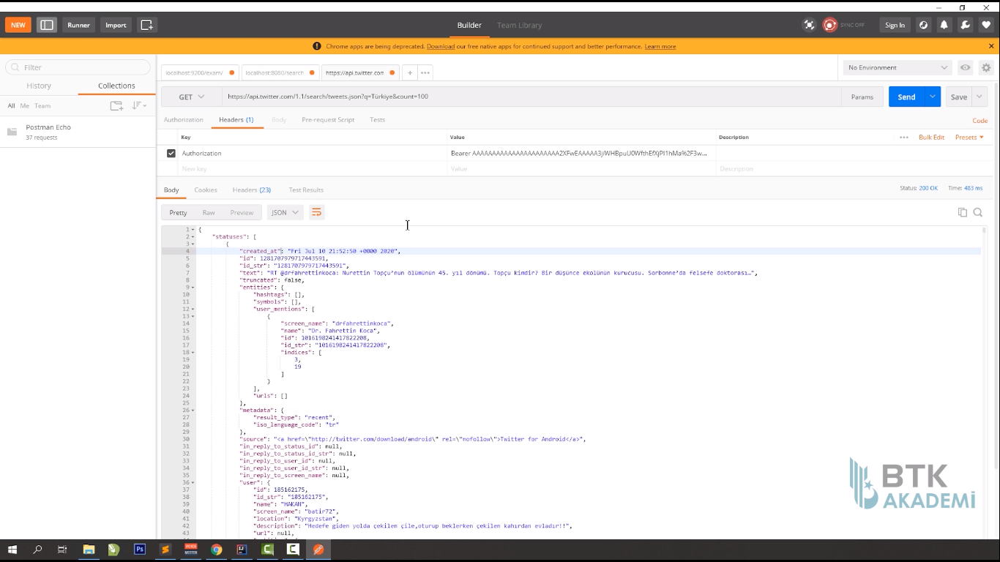 NEW Runner Import Builder Team Library SYNC OFF Sign In
Chrome apps are being deprecated. Download our free native apps for continued support and better performance. Learn more
Filter
History Collections
All Me Team
Postman Echo
37 requests
localhost:9200/exam/ localhost:8080/search https://api.twitter.com + ••• No Environment
GET https://api.twitter.com/1.1/search/tweets.json?q=Türkiye&count=100 Params Send Save
Authorization Headers (1) Body Pre-request Script Tests Code
Key Value Description ••• Bulk Edit Presets
Authorization
New key Value Description
Body Cookies Headers (23) Test Results Status: 200 OK Time: 483 ms
Pretty Raw Preview JSON
1 {
2 "statuses": [
3 {
4 "created_at": "Fri Jul 10 21:52:50 +0000 2020",
5 "id": 1281707979717443591,
6 "id_str": "1281707979717443591",
7 "text": "RT @drfahrettinkoca: Nurettin Topçu’nun ölümünün 45. yıl dönümü. Topçu kimdir? Bir düşünce ekolünün kurucusu. Sorbonne’da felsefe doktorası…",
8 "truncated": false,
9 "entities": {
10 "hashtags": [],
11 "symbols": [],
12 "user_mentions": [
13 {
14 "screen_name": "drfahrettinkoca",
15 "name": "Dr. Fahrettin Koca",
16 "id": 1016198241417822208,
17 "id_str": "1016198241417822208",
18 "indices": [
19 3,
20 19
21 ]
22 }
23 ],
24 "urls": []
25 },
26 "metadata": {
27 "result_type": "recent",
28 "iso_language_code": "tr"
29 },
30 "source": "<a href=\"http://twitter.com/download/android\" rel=\"nofollow\">Twitter for Android</a>",
31 "in_reply_to_status_id": null,
32 "in_reply_to_status_id_str": null,
33 "in_reply_to_user_id": null,
34 "in_reply_to_user_id_str": null,
35 "in_reply_to_screen_name": null,
36 "user": {
37 "id": 185162175,
38 "id_str": "185162175",
39 "name": "HAKAN",
40 "screen_name": "batir72",
41 "location": "Kyrgyzstan",
42 "description": "Hedefe giden yolda çekilen çile,oturup beklerken çekilen kahırdan evladır!!",
43 "url": null,
BTK
AKADEMİ
Ps